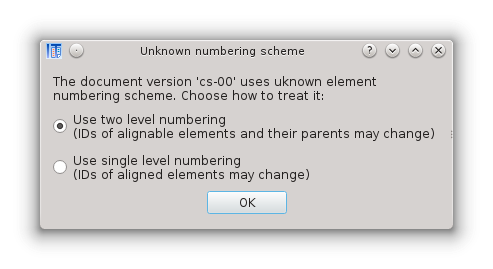 Unknown numbering scheme
The document version 'cs-00' uses uknown element
numbering scheme. Choose how to treat it:
Use two level numbering
(IDs of alignable elements and their parents may change)
Use single level numbering
(IDs of aligned elements may change)
OK